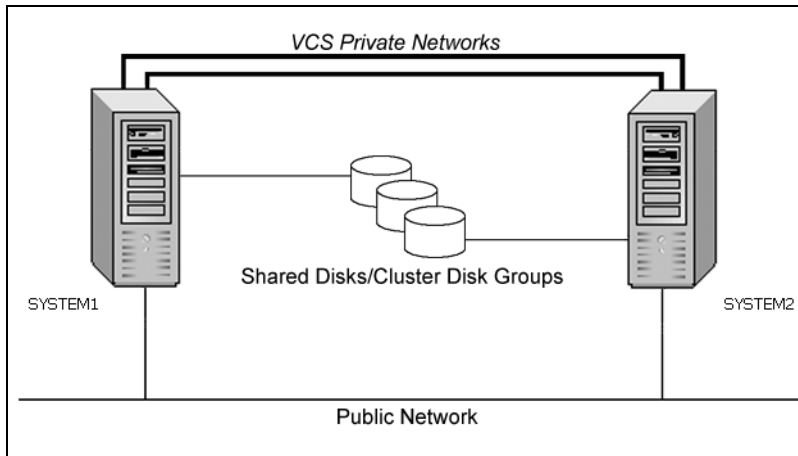 VCS Private Networks
Shared Disks/Cluster Disk Groups
SYSTEM1
SYSTEM2
Public Network